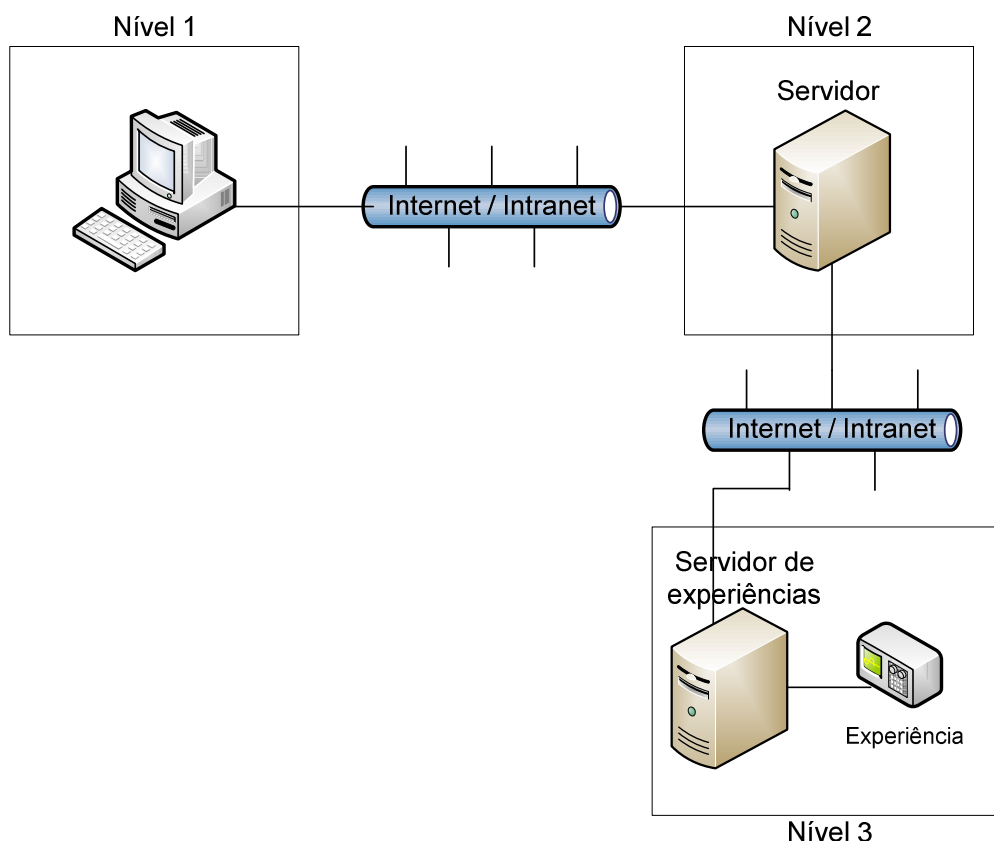 Nível 1
Nível 2
Servidor
Internet / Intranet
Internet / Intranet
Servidor de
experiências
Experiência
Nível 3